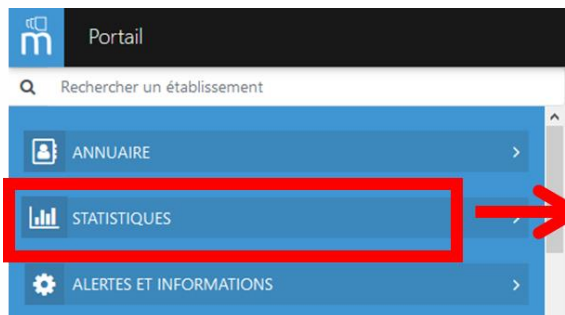 m Portail
Rechercher un établissement
ANNUAIRE
STATISTIQUES
ALERTES ET INFORMATIONS